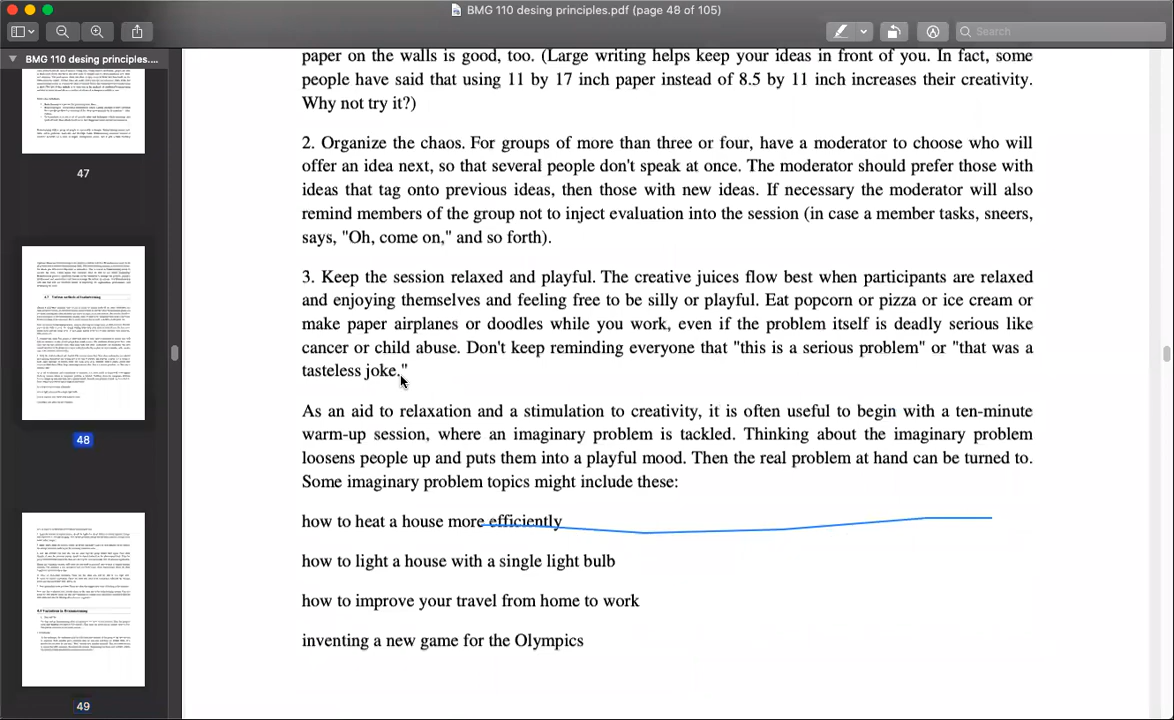 BMG 110 desing principles.pdf (page 48 of 105)
Search
BMG 110 desing principles....
47
48
49
paper on the walls is good, too. (Large writing helps keep your ideas in front of you. In fact, some
people have said that using 11 by 17 inch paper instead of 8.5 by 11 inch increases their creativity.
Why not try it?)
2. Organize the chaos. For groups of more than three or four, have a moderator to choose who will
offer an idea next, so that several people don't speak at once. The moderator should prefer those with
ideas that tag onto previous ideas, then those with new ideas. If necessary the moderator will also
remind members of the group not to inject evaluation into the session (in case a member tasks, sneers,
says, "Oh, come on," and so forth).
3. Keep the session relaxed and playful. The creative juices flow best when participants are relaxed
and enjoying themselves and feeling free to be silly or playful. Eat popcorn or pizza or ice cream or
make paper airplanes or doodles while you work, even if the problem itself is deadly serious like
cancer or child abuse. Don't keep reminding everyone that "this is a serious problem" or "that was a
tasteless joke."
As an aid to relaxation and a stimulation to creativity, it is often useful to begin with a ten-minute
warm-up session, where an imaginary problem is tackled. Thinking about the imaginary problem
loosens people up and puts them into a playful mood. Then the real problem at hand can be turned to.
Some imaginary problem topics might include these:
how to heat a house more efficiently
how to light a house with a single light bulb
how to improve your travel from home to work
inventing a new game for the Olympics